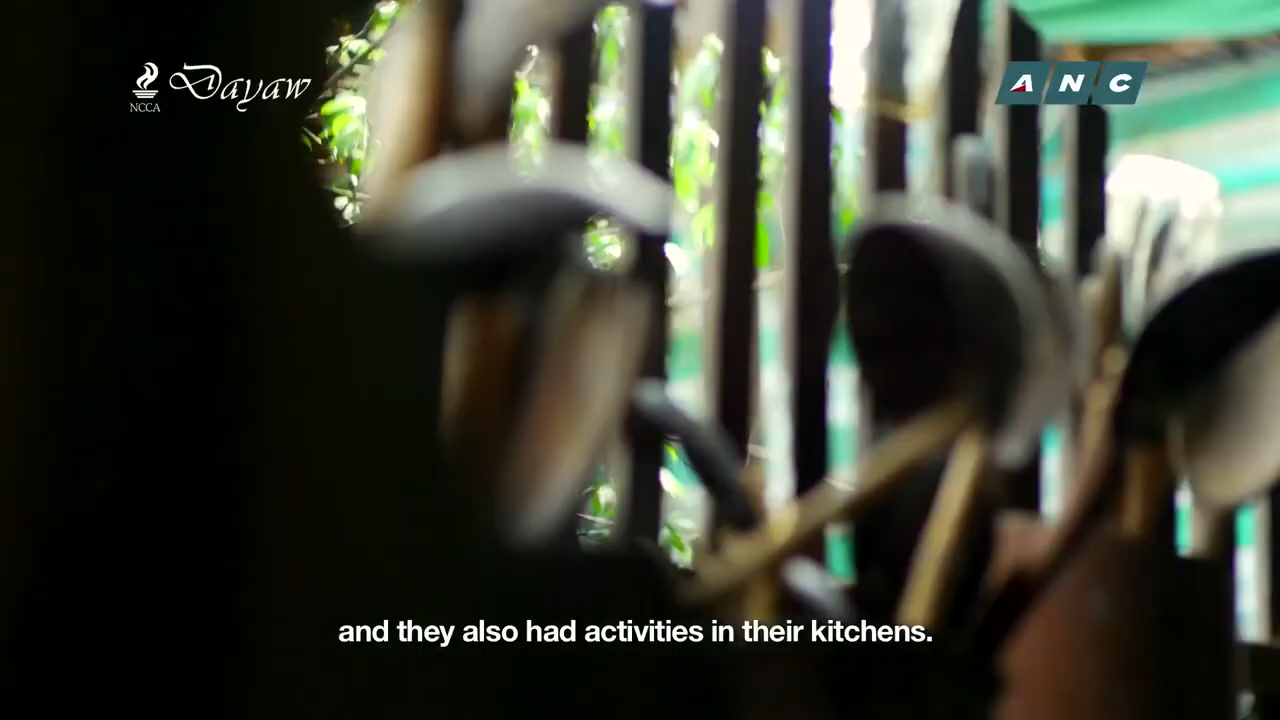 NCCA
Dayaw
ANC
and they also had activities in their kitchens.